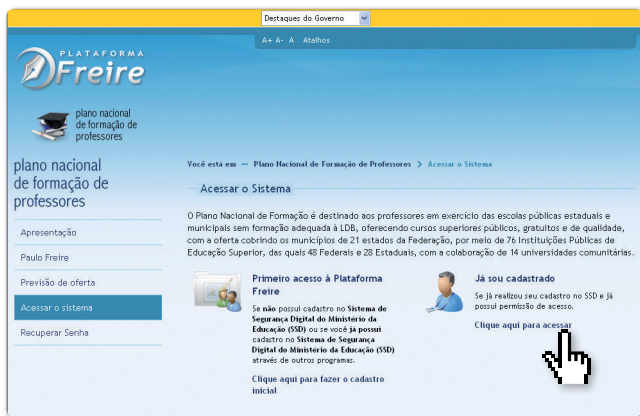 Destaques do Governo
A+ A- A Atalhos
PLATAFORMA
Freire
plano nacional
de formação de
professores
plano nacional
de formação de
professores
Apresentação
Paulo Freire
Previsão de oferta
Acessar o sistema
Recuperar Senha
Você está em — Plano Nacional de Formação de Professores > Acessar o Sistema
Acessar o Sistema
O Plano Nacional de Formação é destinado aos professores em exercício das escolas públicas estaduais e
municipais sem formação adequada à LDB, oferecendo cursos superiores públicos, gratuitos e de qualidade,
com a oferta cobrindo os municípios de 21 estados da Federação, por meio de 76 Instituições Públicas de
Educação Superior, das quais 48 Federais e 28 Estaduais, com a colaboração de 14 universidades comunitárias.
Primeiro acesso à Plataforma
Freire
Se não possui cadastro no Sistema de
Segurança Digital do Ministério da
Educação (SSD) ou se você já possui
cadastro no Sistema de Segurança
Digital do Ministério da Educação (SSD)
através de outros programas.
Clique aqui para fazer o cadastro
inicial
Já sou cadastrado
Se já realizou seu cadastro no SSD e já
possui permissão de acesso.
Clique aqui para acessar